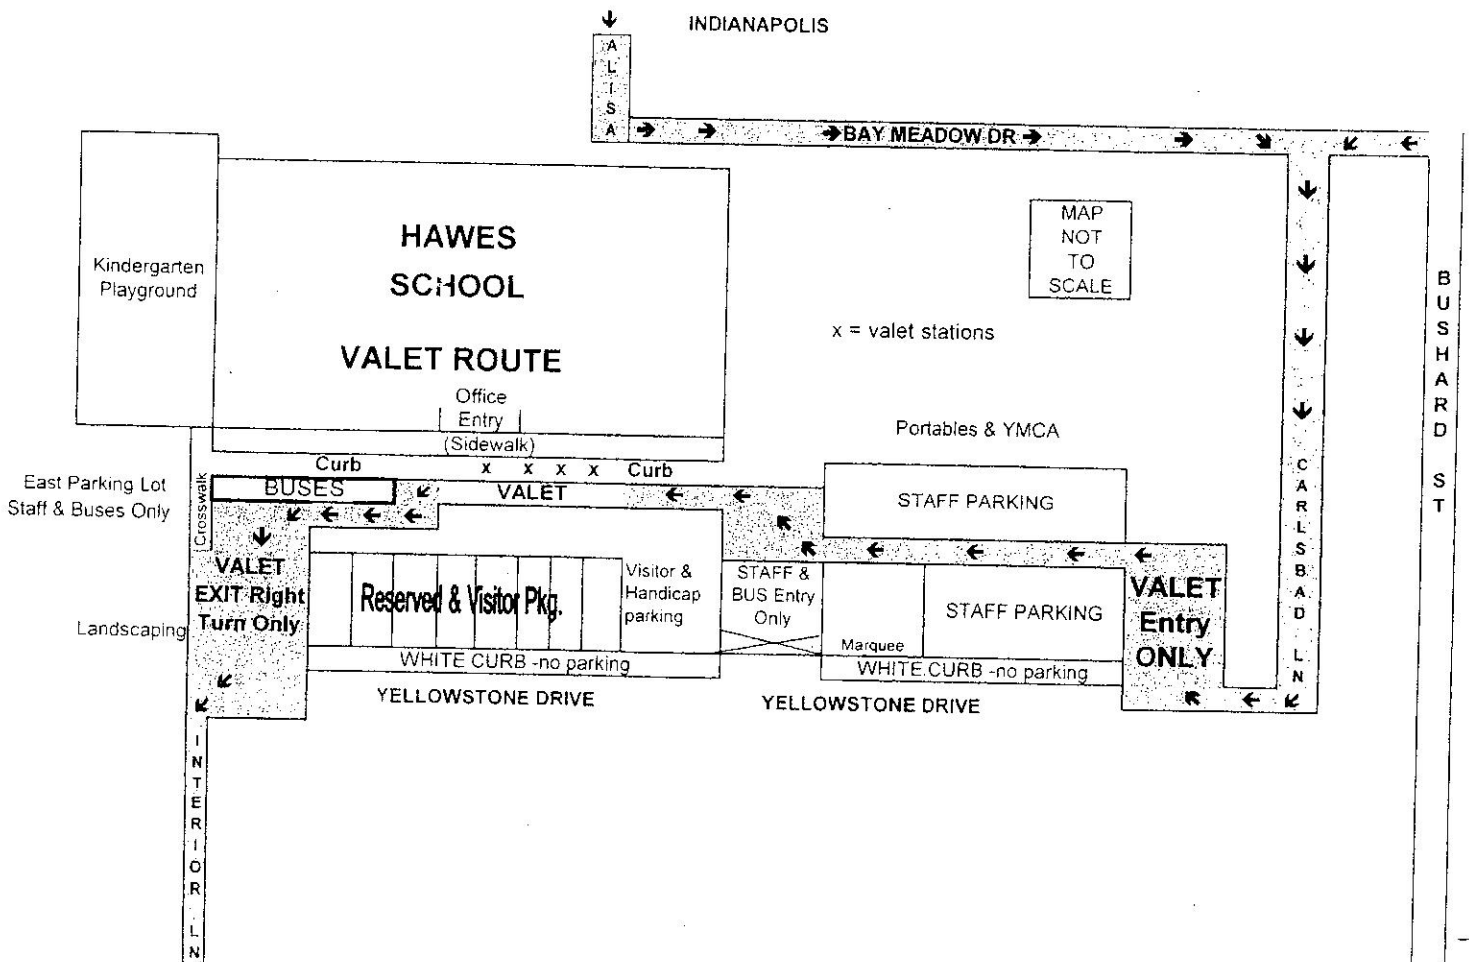 INDIANAPOLIS
ALISA
BAY MEADOW DR
HAWES
SCHOOL
VALET ROUTE
Kindergarten
Playground
MAP
NOT
TO
SCALE
x = valet stations
BUSHARD ST
Office
Entry
(Sidewalk)
Portables & YMCA
Curb
x x x x
Curb
East Parking Lot
Staff & Buses Only
Crosswalk
BUSES
VALET
STAFF PARKING
CARLSBAD LN
VALET
EXIT Right
Turn Only
Reserved & Visitor Pkg.
Visitor &
Handicap
parking
STAFF &
BUS Entry
Only
STAFF PARKING
VALET
Entry
ONLY
Landscaping
Marquee
WHITE CURB -no parking
WHITE CURB -no parking
YELLOWSTONE DRIVE
YELLOWSTONE DRIVE
INTERIOR LN